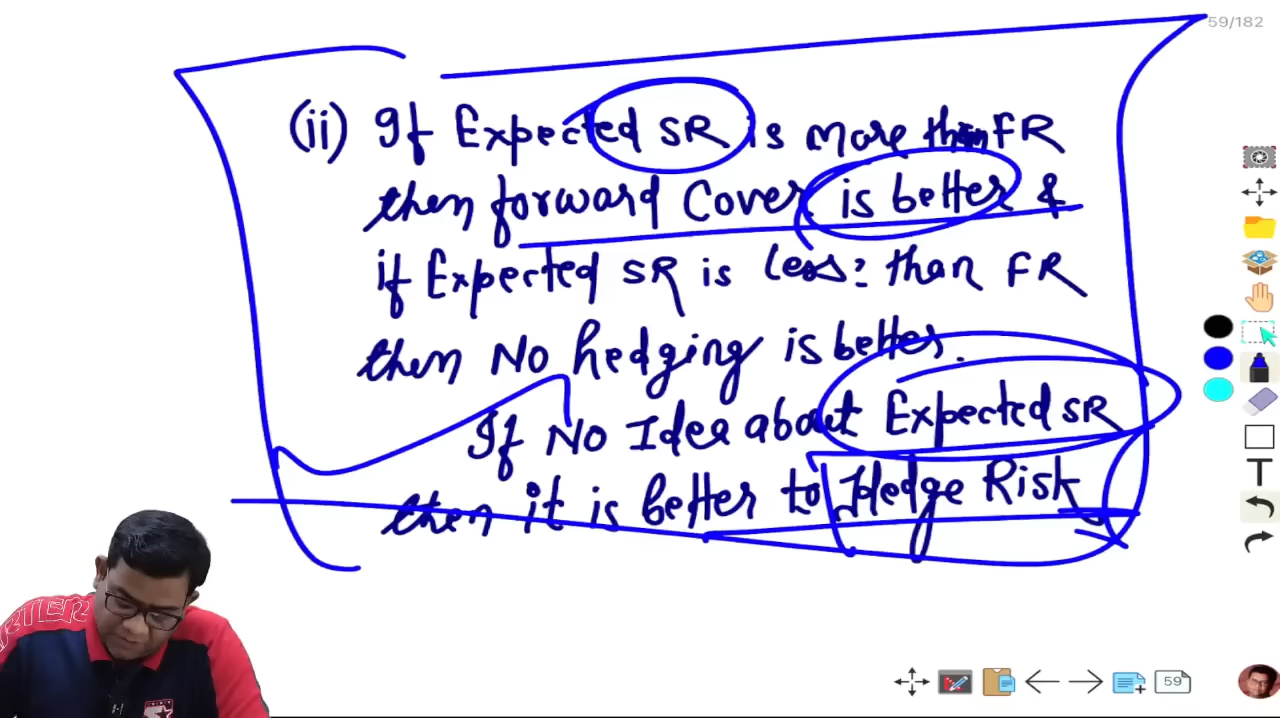 59/182
(ii) If Expected SR is more than FR
then forward Cover is better &
if Expected SR is less: than FR
then No hedging is better.
If No Idea about Expected SR
then it is better to Hedge Risk
T
59